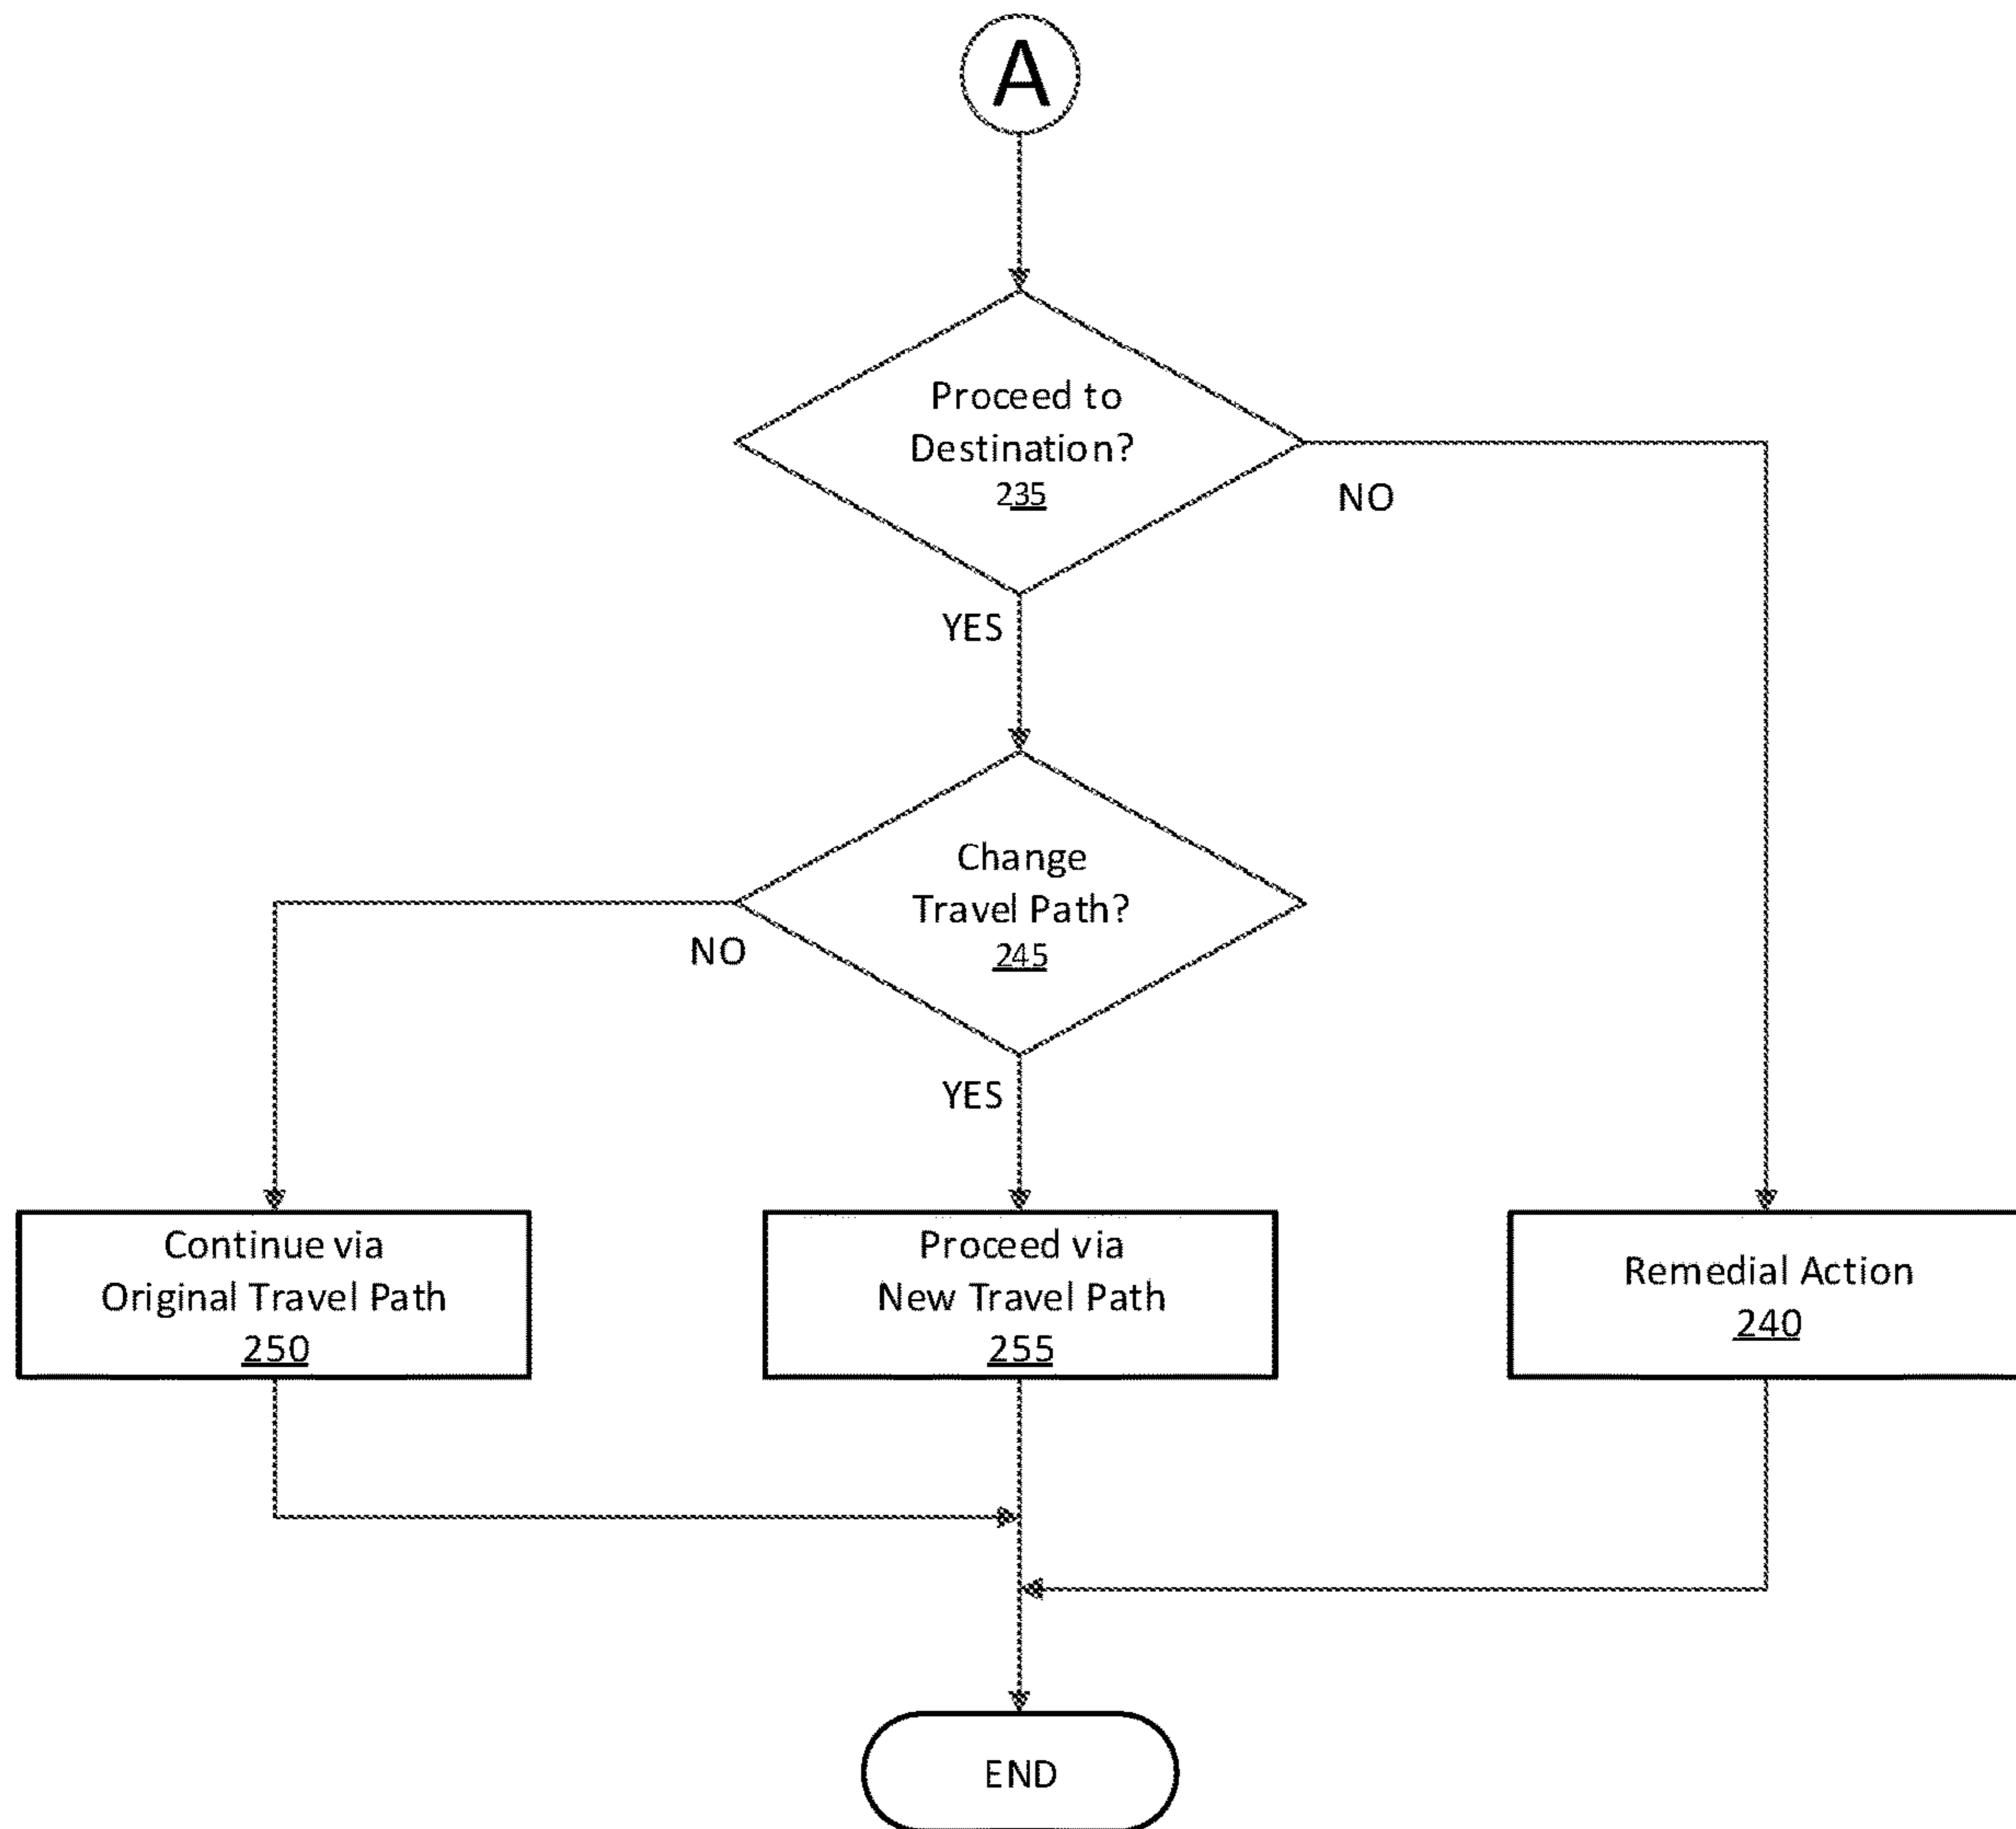 A
Proceed to
Destination?
235
NO
YES
Change
Travel Path?
245
NO
YES
Continue via
Original Travel Path
250
Proceed via
New Travel Path
255
Remedial Action
240
END